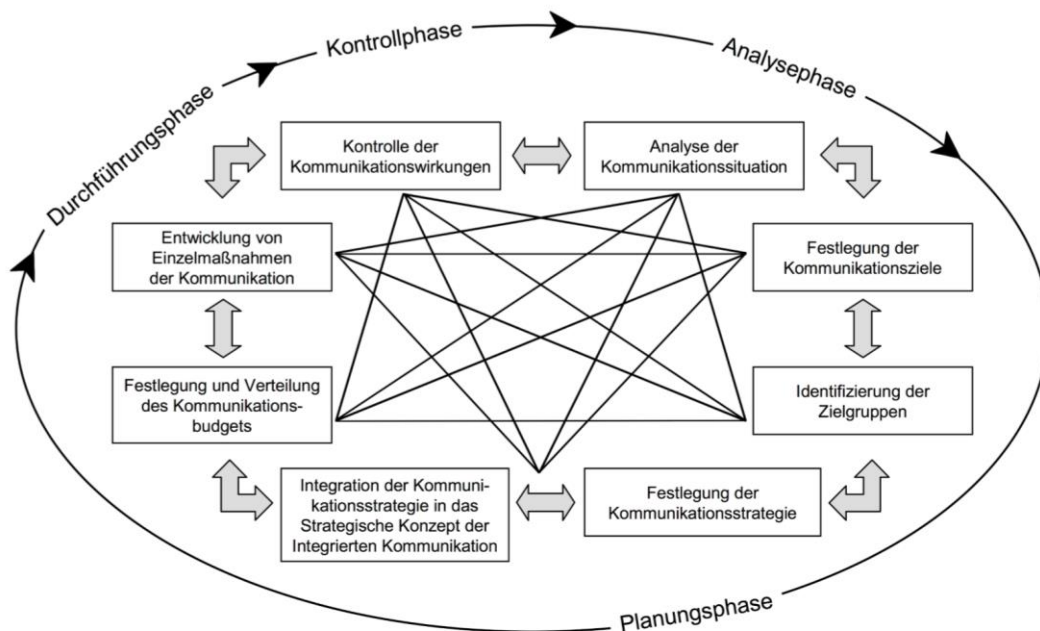 Kontrollphase
Analysephase
Durchführungsphase
Kontrolle der
Kommunikationswirkungen
Analyse der
Kommunikationssituation
Entwicklung von
Einzelmaßnahmen
der Kommunikation
Festlegung der
Kommunikationsziele
Festlegung und Verteilung
des Kommunikations-
budgets
Identifizierung der
Zielgruppen
Integration der Kommuni-
kationsstrategie in das
Strategische Konzept der
Integrierten Kommunikation
Festlegung der
Kommunikationsstrategie
Planungsphase